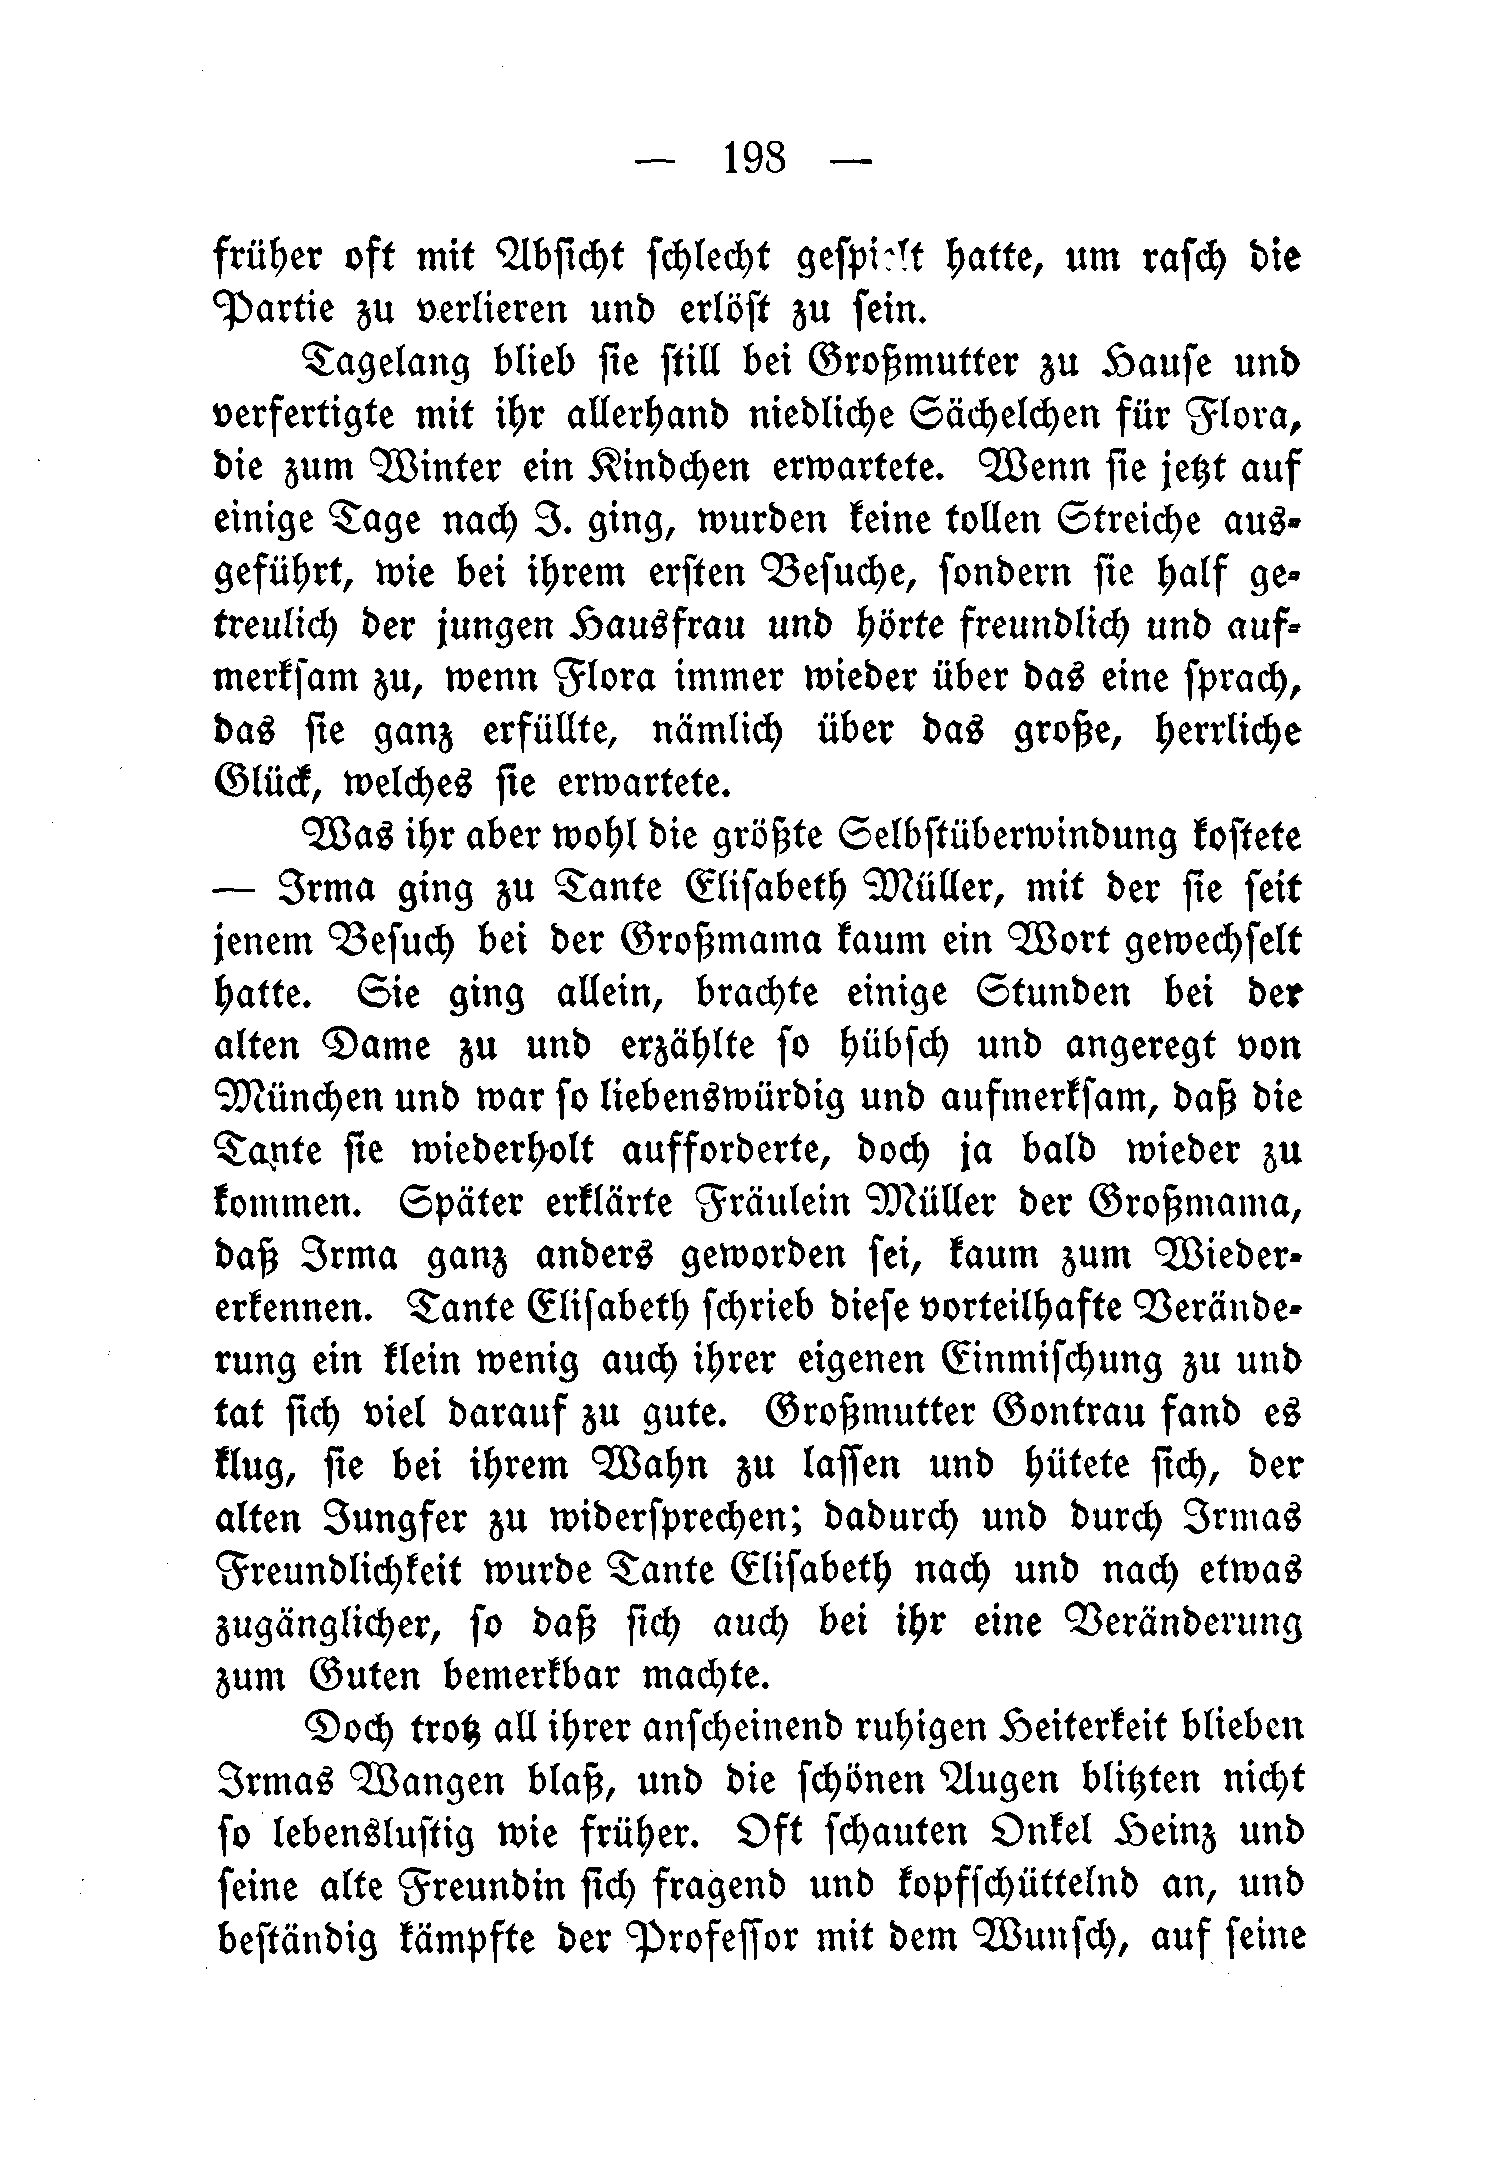 — 198 —
früher oft mit Absicht schlecht gespielt hatte, um rasch die
Partie zu verlieren und erlöst zu sein.
Tagelang blieb sie still bei Großmutter zu Hause und
verfertigte mit ihr allerhand niedliche Sächelchen für Flora,
die zum Winter ein Kindchen erwartete. Wenn sie jetzt auf
einige Tage nach J. ging, wurden keine tollen Streiche aus-
geführt, wie bei ihrem ersten Besuche, sondern sie half ge-
treulich der jungen Hausfrau und hörte freundlich und auf-
merksam zu, wenn Flora immer wieder über das eine sprach,
das sie ganz erfüllte, nämlich über das große, herrliche
Glück, welches sie erwartete.
Was ihr aber wohl die größte Selbstüberwindung kostete
— Irma ging zu Tante Elisabeth Müller, mit der sie seit
jenem Besuch bei der Großmama kaum ein Wort gewechselt
hatte. Sie ging allein, brachte einige Stunden bei der
alten Dame zu und erzählte so hübsch und angeregt von
München und war so liebenswürdig und aufmerksam, daß die
Tante sie wiederholt aufforderte, doch ja bald wieder zu
kommen. Später erklärte Fräulein Müller der Großmama,
daß Irma ganz anders geworden sei, kaum zum Wieder-
erkennen. Tante Elisabeth schrieb diese vorteilhafte Verände-
rung ein klein wenig auch ihrer eigenen Einmischung zu und
tat sich viel darauf zu gute. Großmutter Gontrau fand es
klug, sie bei ihrem Wahn zu lassen und hütete sich, der
alten Jungfer zu widersprechen; dadurch und durch Irmas
Freundlichkeit wurde Tante Elisabeth nach und nach etwas
zugänglicher, so daß sich auch bei ihr eine Veränderung
zum Guten bemerkbar machte.
Doch trotz all ihrer anscheinend ruhigen Heiterkeit blieben
Irmas Wangen blaß, und die schönen Augen blitzten nicht
so lebenslustig wie früher. Oft schauten Onkel Heinz und
seine alte Freundin sich fragend und kopfschüttelnd an, und
beständig kämpfte der Professor mit dem Wunsch, auf seine